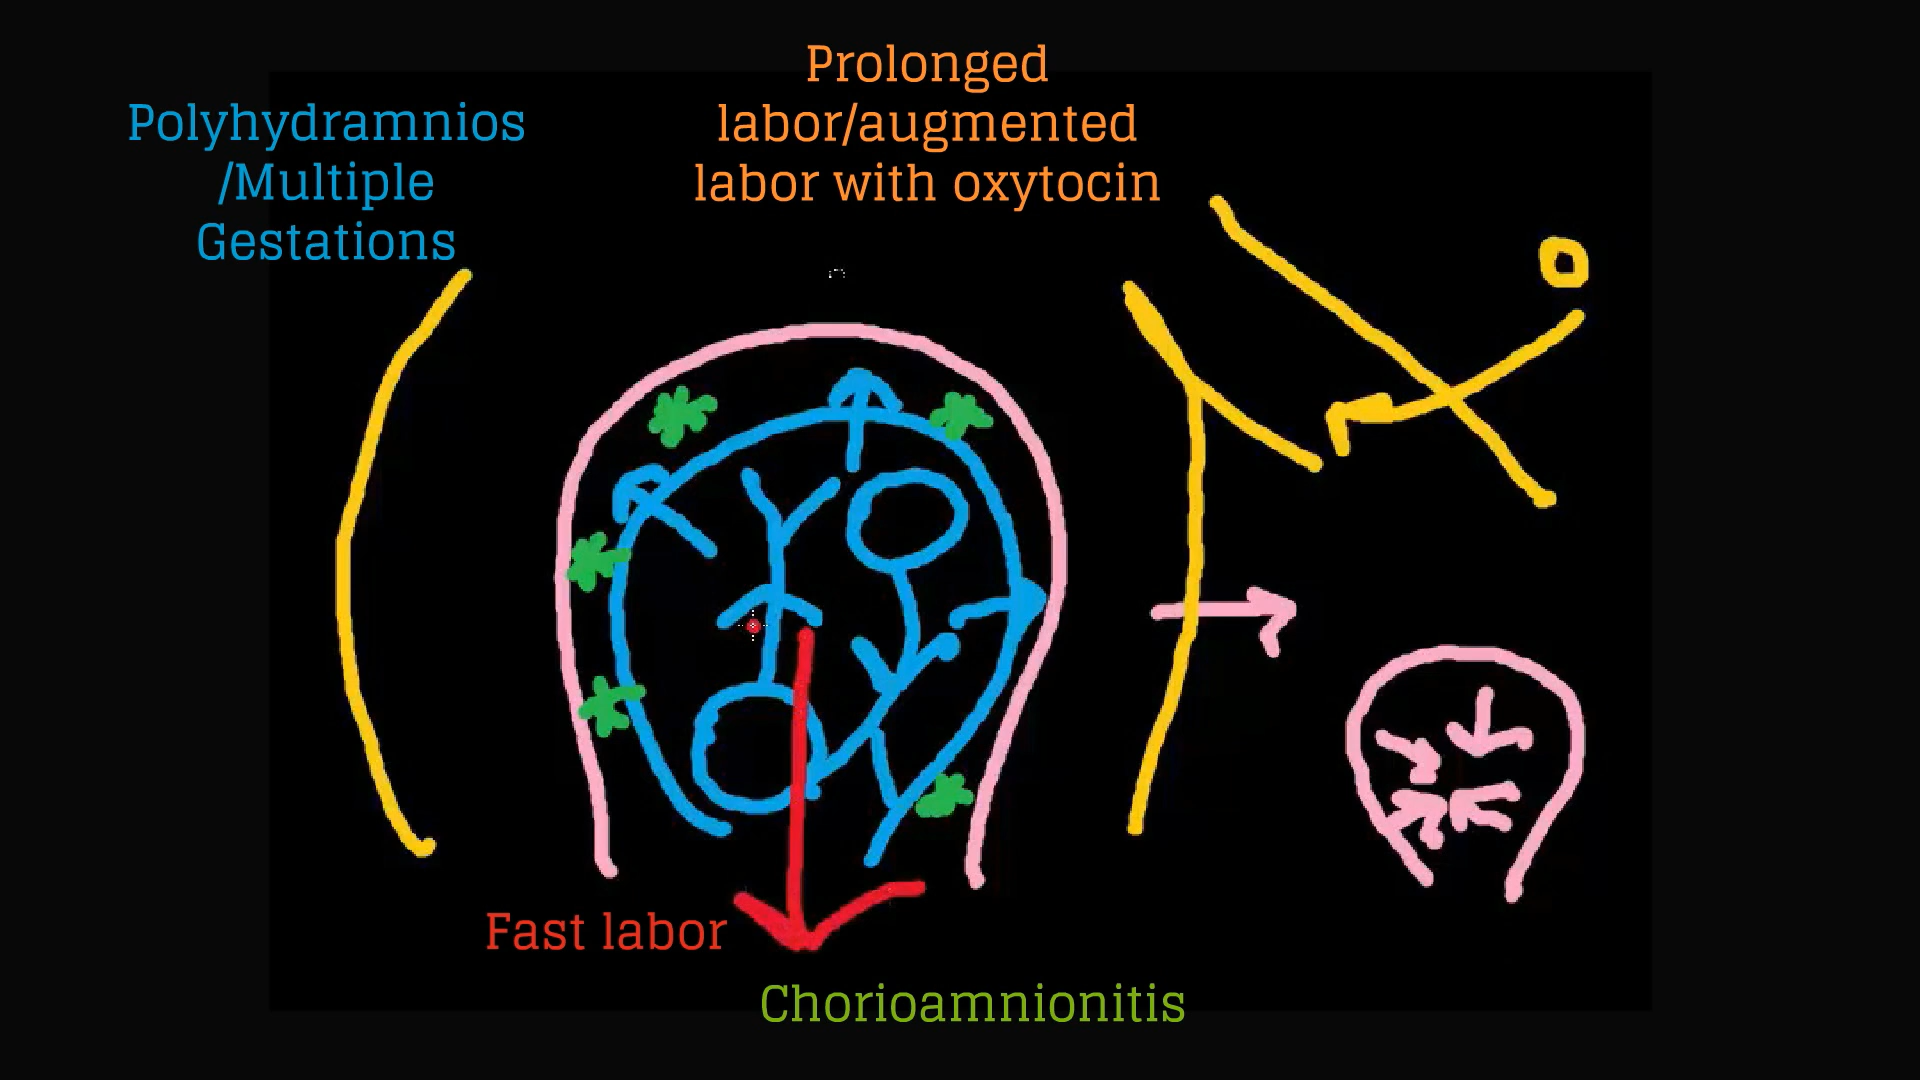 Polyhydramnios
/Multiple
Gestations
Prolonged
labor/augmented
labor with oxytocin
Fast labor
Chorioamnionitis